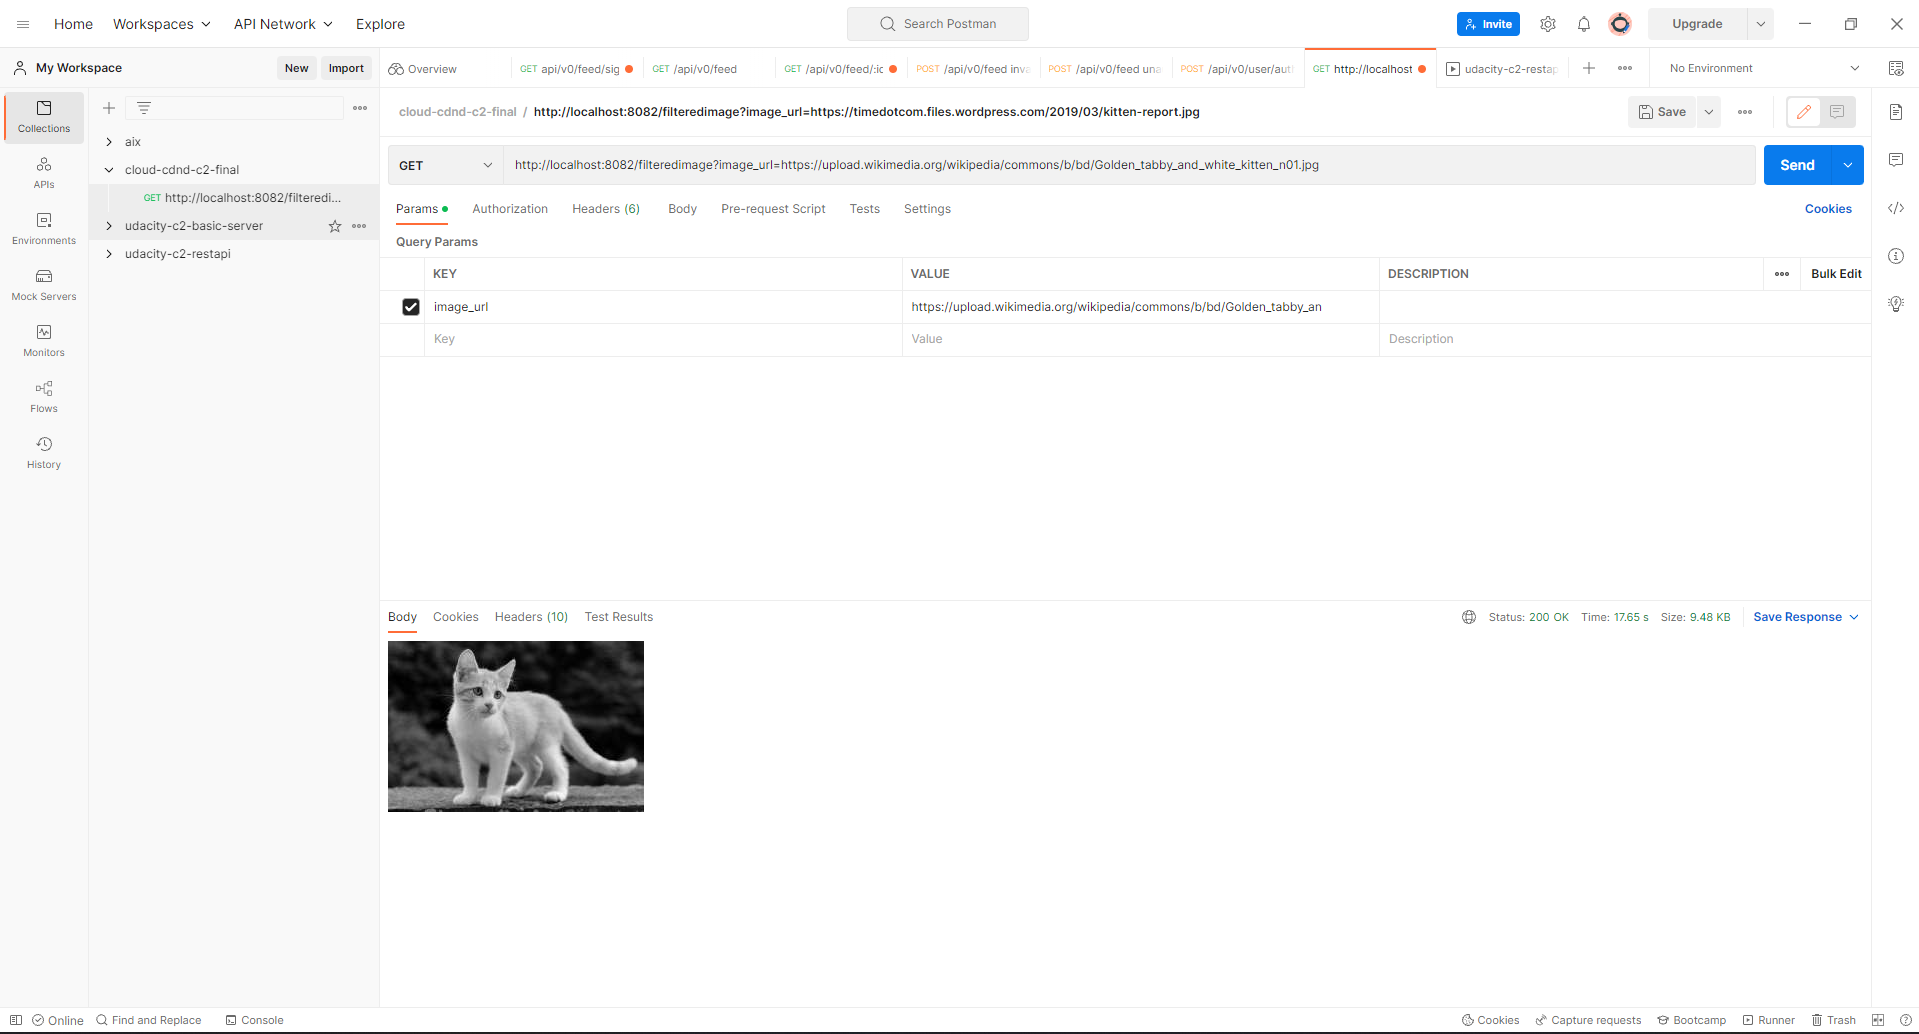 Home Workspaces API Network Explore Search Postman Invite Upgrade
My Workspace New Import Overview GET api/v0/feed/sig GET /api/v0/feed GET /api/v0/feed/:ic POST /api/v0/feed inva POST /api/v0/feed una POST /api/v0/user/aut GET http://localhost udacity-c2-restap No Environment
cloud-cdnd-c2-final / http://localhost:8082/filteredimage?image_url=https://timedotcom.files.wordpress.com/2019/03/kitten-report.jpg Save
Collections
APIs
Environments
Mock Servers
Monitors
Flows
History
aix
cloud-cdnd-c2-final
GET http://localhost:8082/filteredi...
udacity-c2-basic-server
udacity-c2-restapi
GET http://localhost:8082/filteredimage?image_url=https://upload.wikimedia.org/wikipedia/commons/b/bd/Golden_tabby_and_white_kitten_n01.jpg Send
Params Authorization Headers (6) Body Pre-request Script Tests Settings Cookies
Query Params
KEY VALUE DESCRIPTION Bulk Edit
image_url https://upload.wikimedia.org/wikipedia/commons/b/bd/Golden_tabby_an
Key Value Description
Body Cookies Headers (10) Test Results Status: 200 OK Time: 17.65 s Size: 9.48 KB Save Response
Online Find and Replace Console Cookies Capture requests Bootcamp Runner Trash